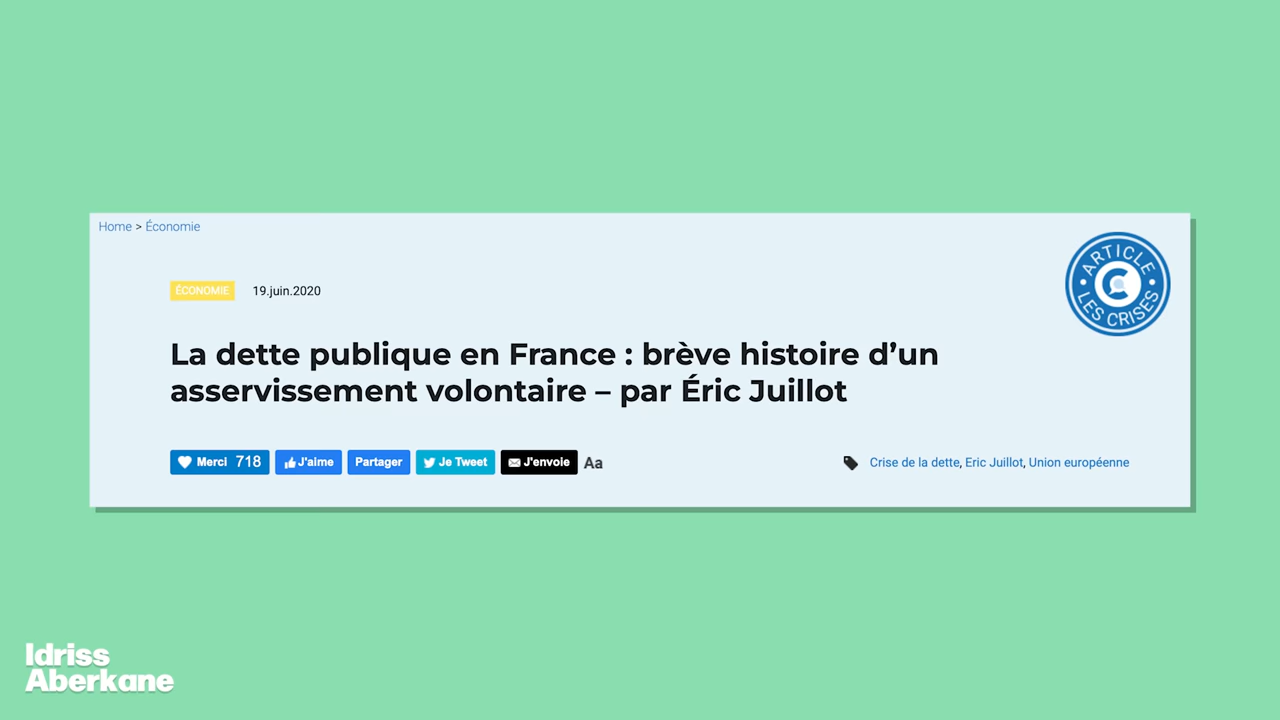 Home > Économie
ÉCONOMIE 19.juin.2020
ARTICLE
LES CRISES
La dette publique en France : brève histoire d’un
asservissement volontaire – par Éric Juillot
Merci 718 J'aime Partager Je Tweet J'envoie Aa
Crise de la dette, Eric Juillot, Union européenne
Idriss
Aberkane